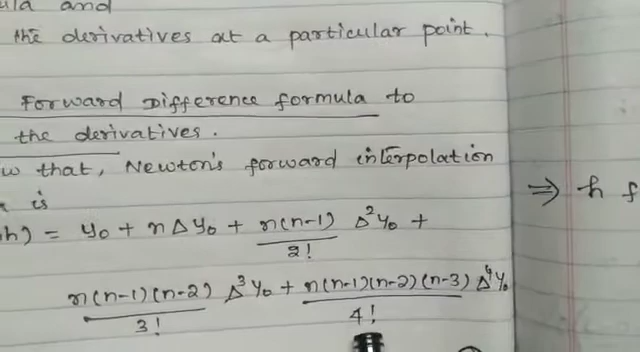 and
the derivatives at a particular point.
Forward Difference formula to
the derivatives.
that, Newton's forward interpolation
is
h) = y₀ + nΔy₀ + n(n-1)/2! Δ²y₀ +
⇒ h f
n(n-1)(n-2)/3! Δ³y₀ + n(n-1)(n-2)(n-3)/4! Δ⁴y₀